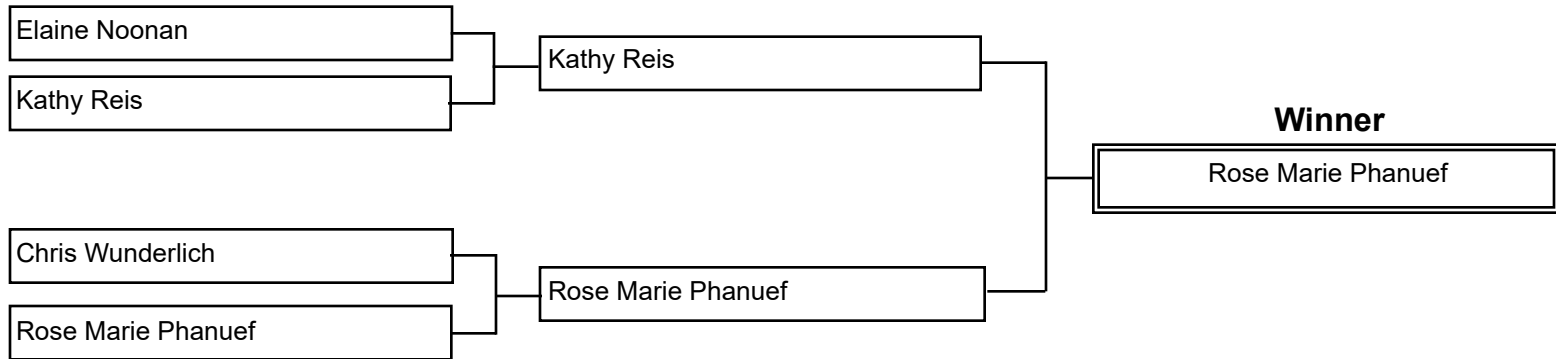 Elaine Noonan
Kathy Reis
Kathy Reis
Winner
Rose Marie Phanuef
Chris Wunderlich
Rose Marie Phanuef
Rose Marie Phanuef